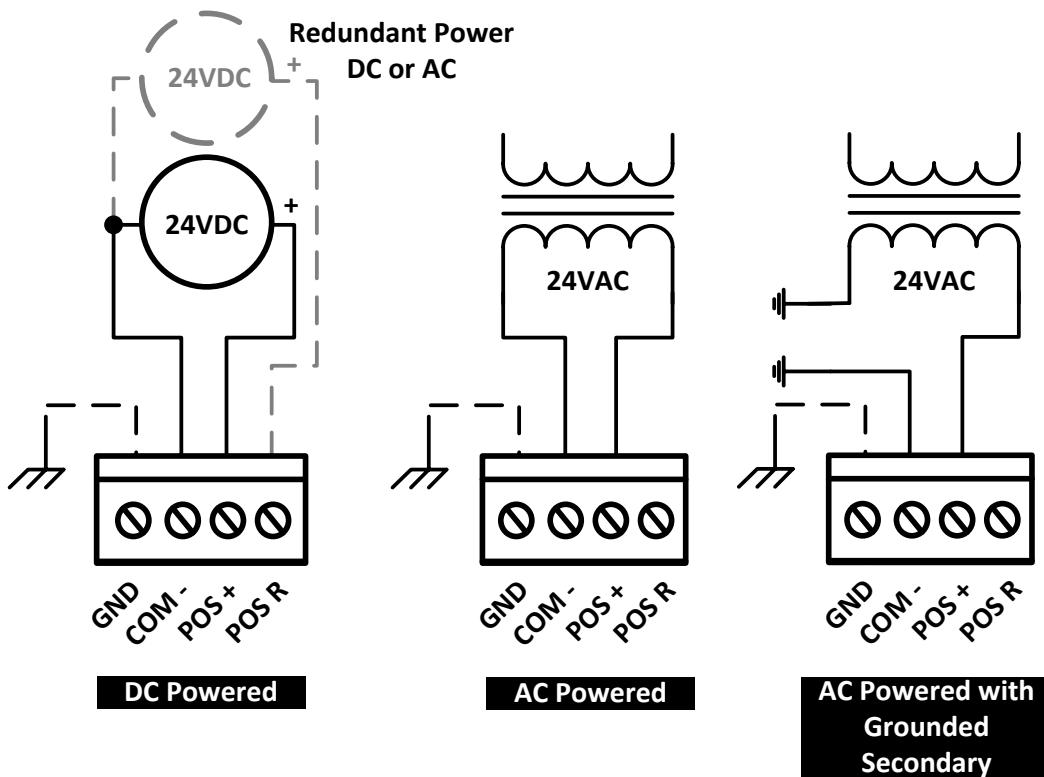 Redundant Power
DC or AC
24VDC
+
24VDC
+
GND
COM -
POS +
POS R
DC Powered
24VAC
GND
COM -
POS +
POS R
AC Powered
24VAC
GND
COM -
POS +
POS R
AC Powered with
Grounded
Secondary